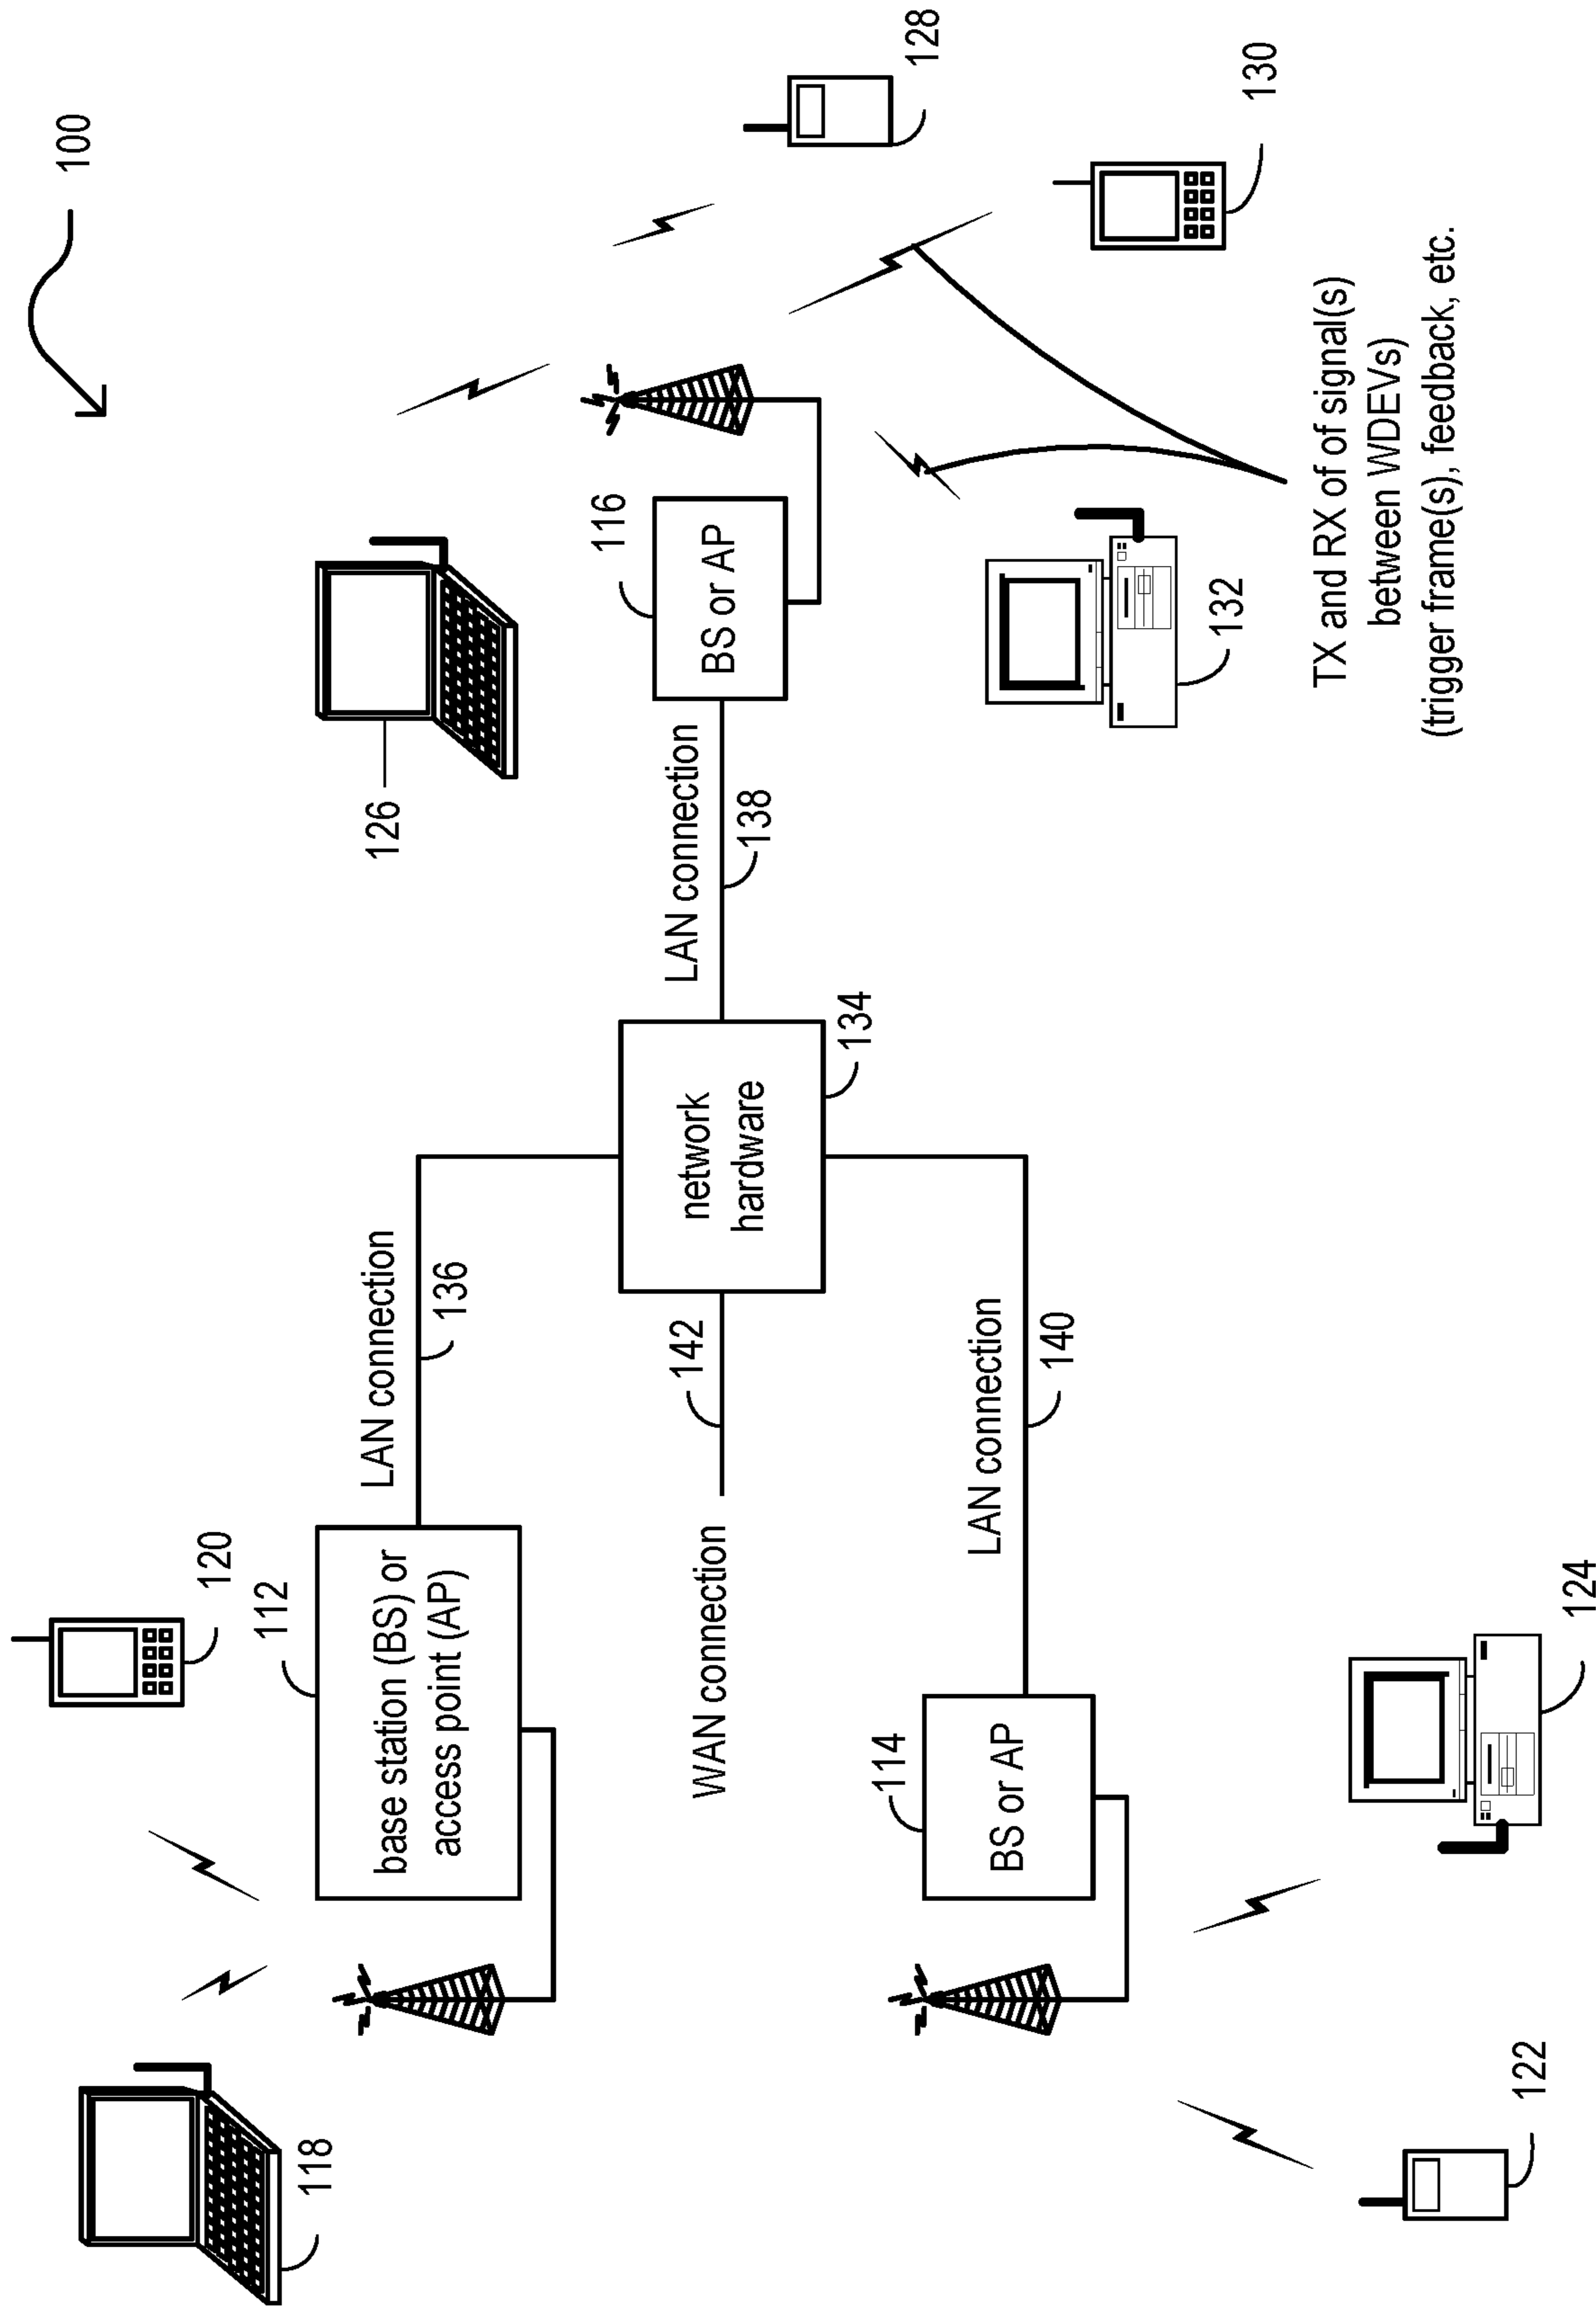 100
118
120
base station (BS) or
access point (AP)
112
LAN connection
136
126
116
BS or AP
128
WAN connection
142
network
hardware
134
LAN connection
138
130
114
BS or AP
LAN connection
140
132
122
124
TX and RX of of signal(s)
between WDEVs)
(trigger frame(s), feedback, etc.